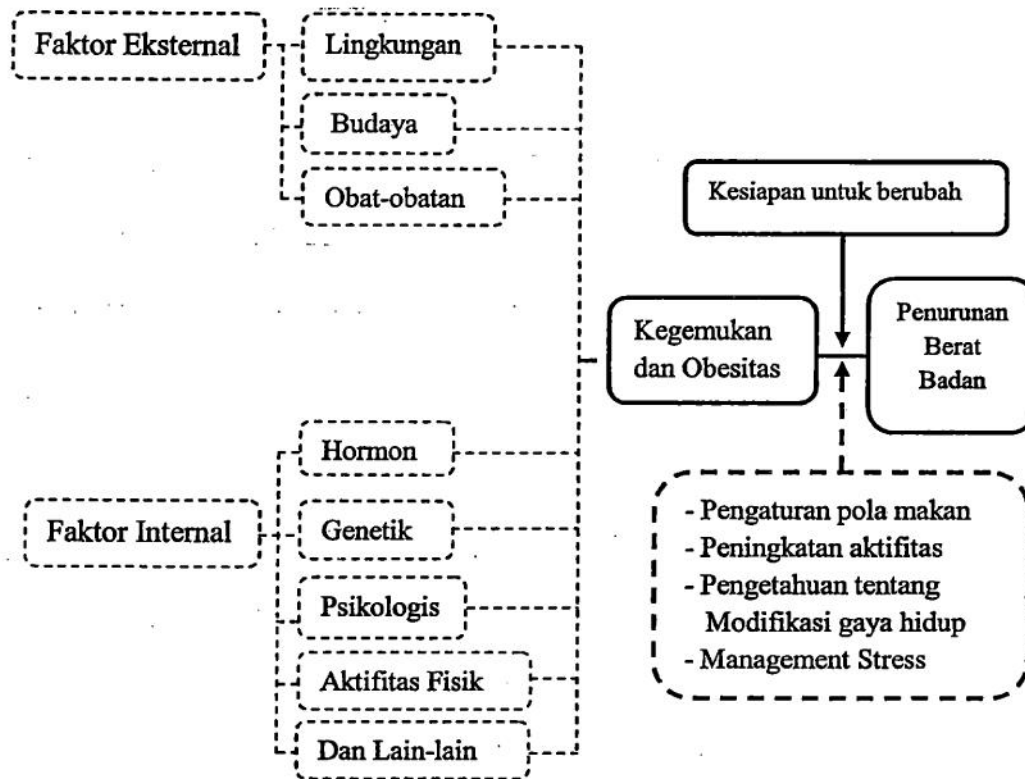 Faktor Eksternal
Lingkungan
Budaya
Obat-obatan
Kesiapan untuk berubah
Kegemukan
dan Obesitas
Penurunan
Berat
Badan
Faktor Internal
Hormon
Genetik
Psikologis
Aktifitas Fisik
Dan Lain-lain
- Pengaturan pola makan
- Peningkatan aktifitas
- Pengetahuan tentang
Modifikasi gaya hidup
- Management Stress